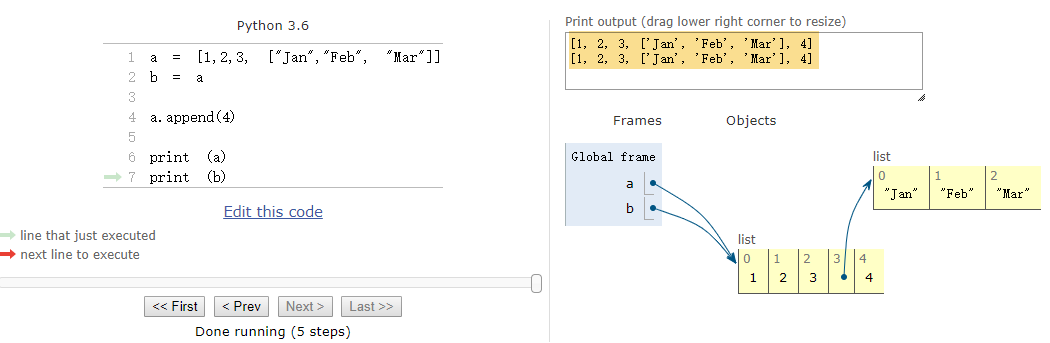 Python 3.6
1 a = [1,2,3, ["Jan","Feb", "Mar"]]
2 b = a
3
4 a.append(4)
5
6 print (a)
7 print (b)
Edit this code
line that just executed
next line to execute
<< First < Prev Next > Last >>
Done running (5 steps)
Print output (drag lower right corner to resize)
[1, 2, 3, ['Jan', 'Feb', 'Mar'], 4]
[1, 2, 3, ['Jan', 'Feb', 'Mar'], 4]
Frames Objects
Global frame
a
b
list
0 1 2
"Jan" "Feb" "Mar"
list
0 1 2 3 4
1 2 3 4